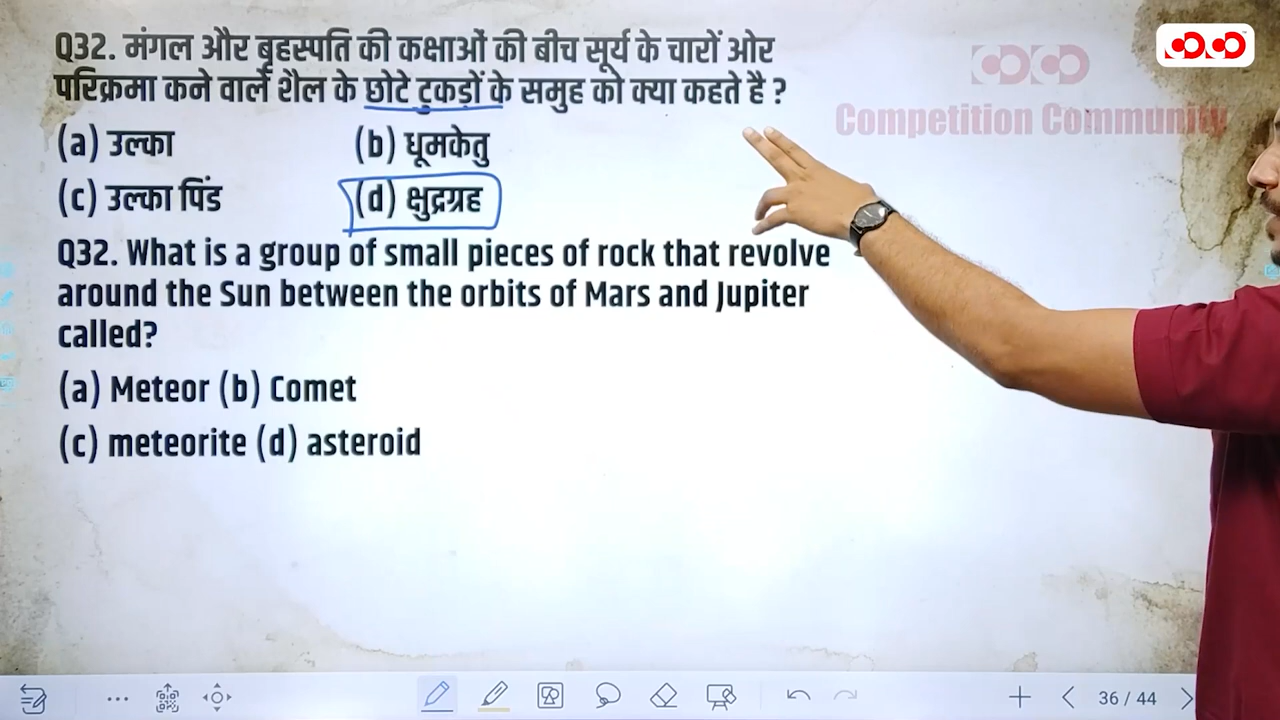 Q32. मंगल और बृहस्पति की कक्षाओं की बीच सूर्य के चारों ओर
परिक्रमा कने वाले शैल के छोटे टुकड़ों के समुह को क्या कहते है ?
(a) उल्का (b) धूमकेतु
(c) उल्का पिंड (d) क्षुद्रग्रह
Q32. What is a group of small pieces of rock that revolve
around the Sun between the orbits of Mars and Jupiter
called?
(a) Meteor (b) Comet
(c) meteorite (d) asteroid
Competition Community
36 / 44